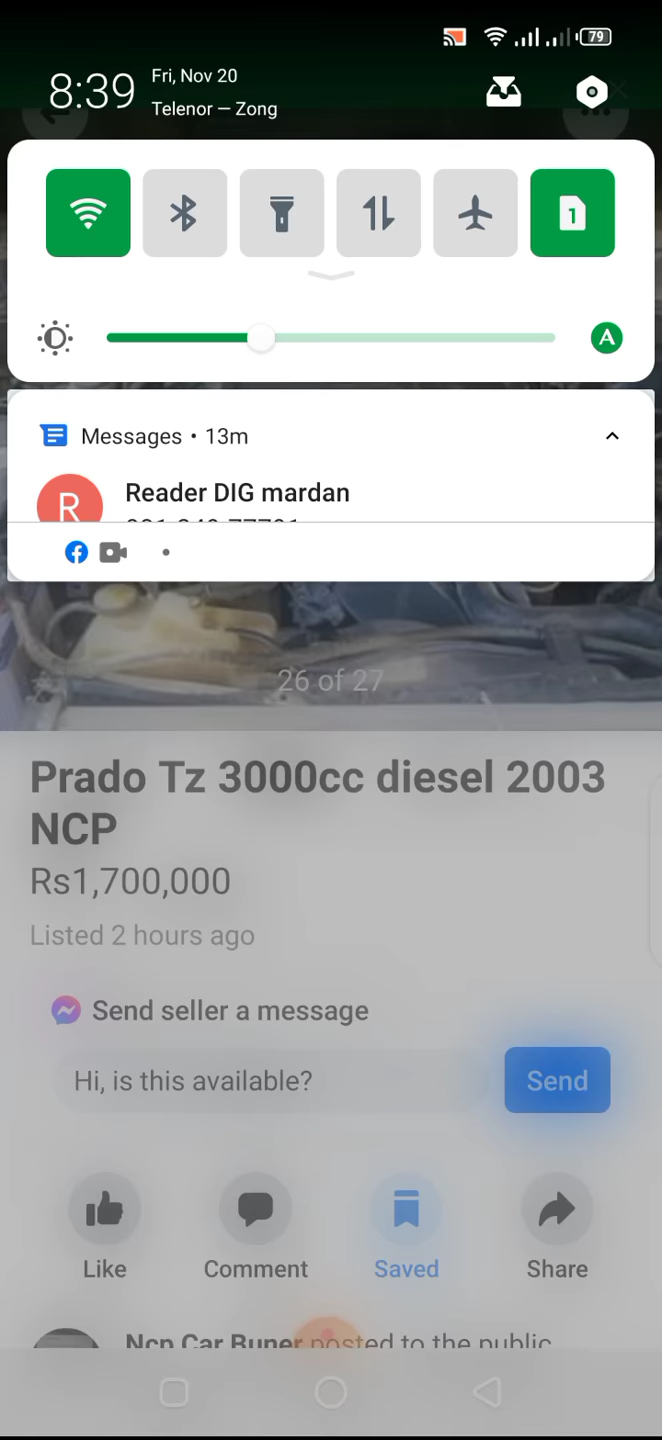 79
8:39
Fri, Nov 20
Telenor — Zong
1
A
Messages • 13m
R
Reader DIG mardan
26 of 27
Prado Tz 3000cc diesel 2003
NCP
Rs1,700,000
Listed 2 hours ago
Send seller a message
Hi, is this available?
Send
Like
Comment
Saved
Share
Ncp Car Buner posted to the public